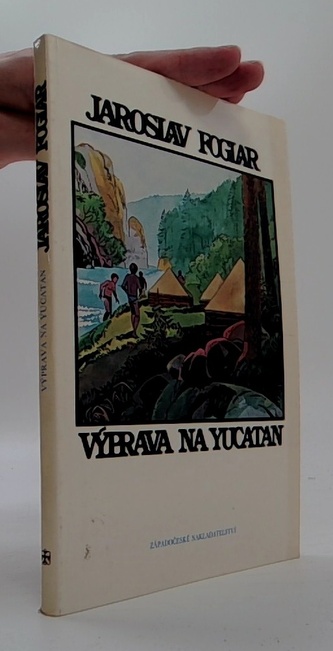 JAROSLAV FOGLAR
VÝPRAVA NA YUCATAN
ZÁPADOČESKÉ NAKLADATELSTVÍ
JAROSLAV FOGLAR
VÝPRAVA NA YUCATAN